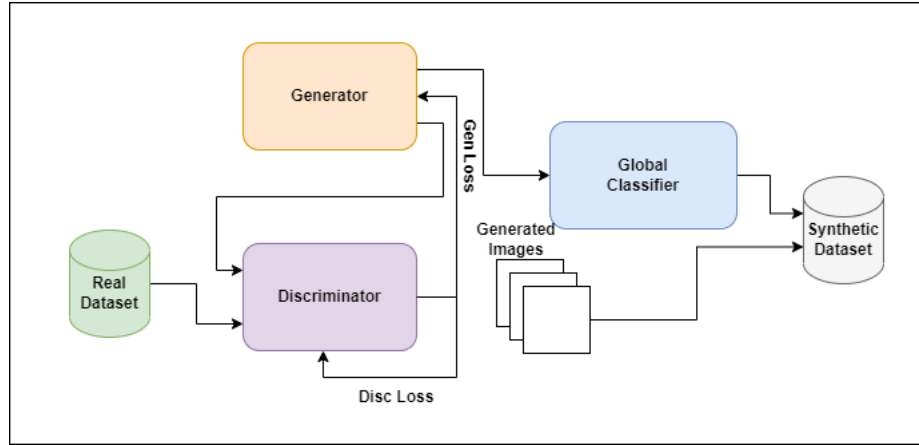 Generator
Gen Loss
Global
Classifier
Generated
Images
Synthetic
Dataset
Real
Dataset
Discriminator
Disc Loss